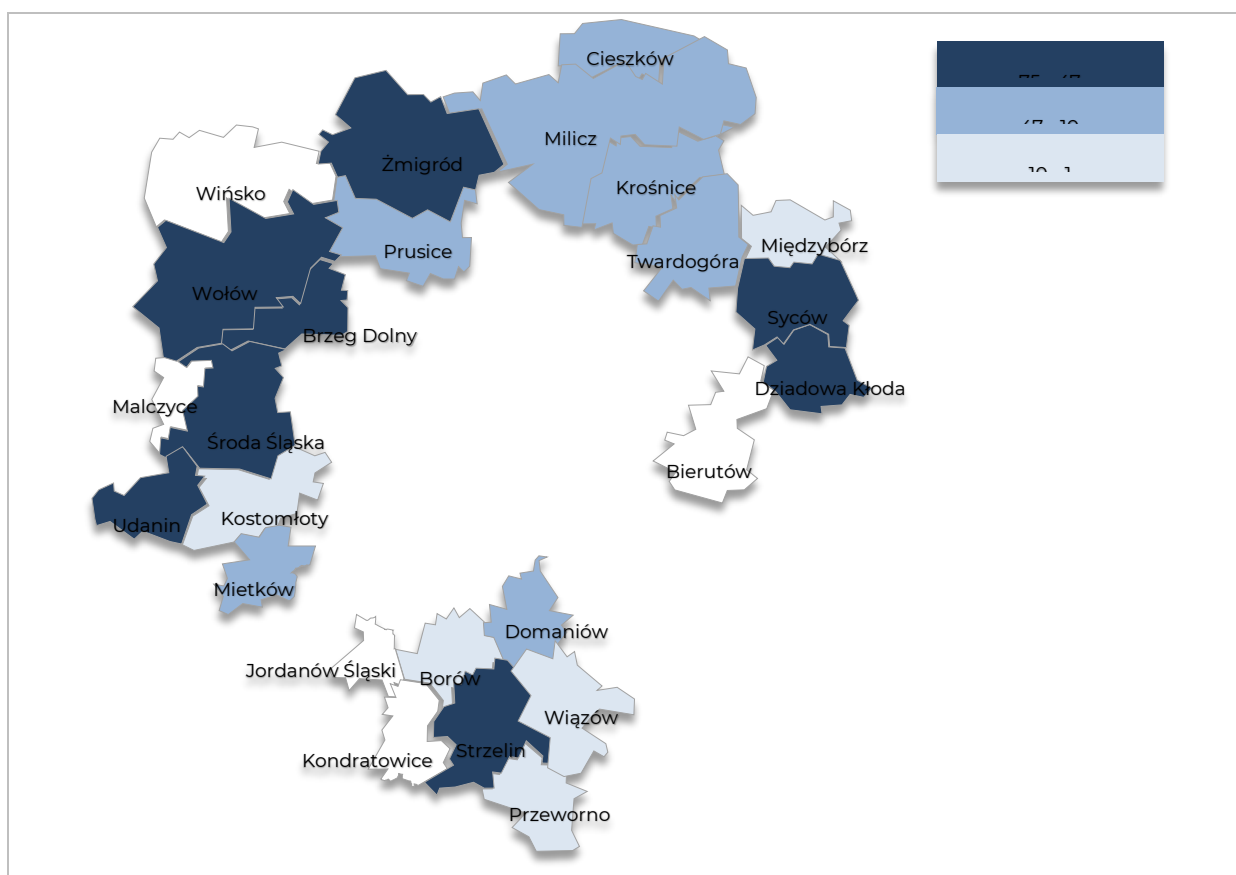 Cieszków
Milicz
Żmigród
Krośnice
Wińsko
Międzybórz
Prusice
Twardogóra
Wołów
Syców
Brzeg Dolny
Dziadowa Kłoda
Malczyce
Środa Śląska
Bierutów
Kostomłoty
Udanin
Mietków
Domaniów
Jordanów Śląski
Borów
Wiązów
Strzelin
Kondratowice
Przeworno